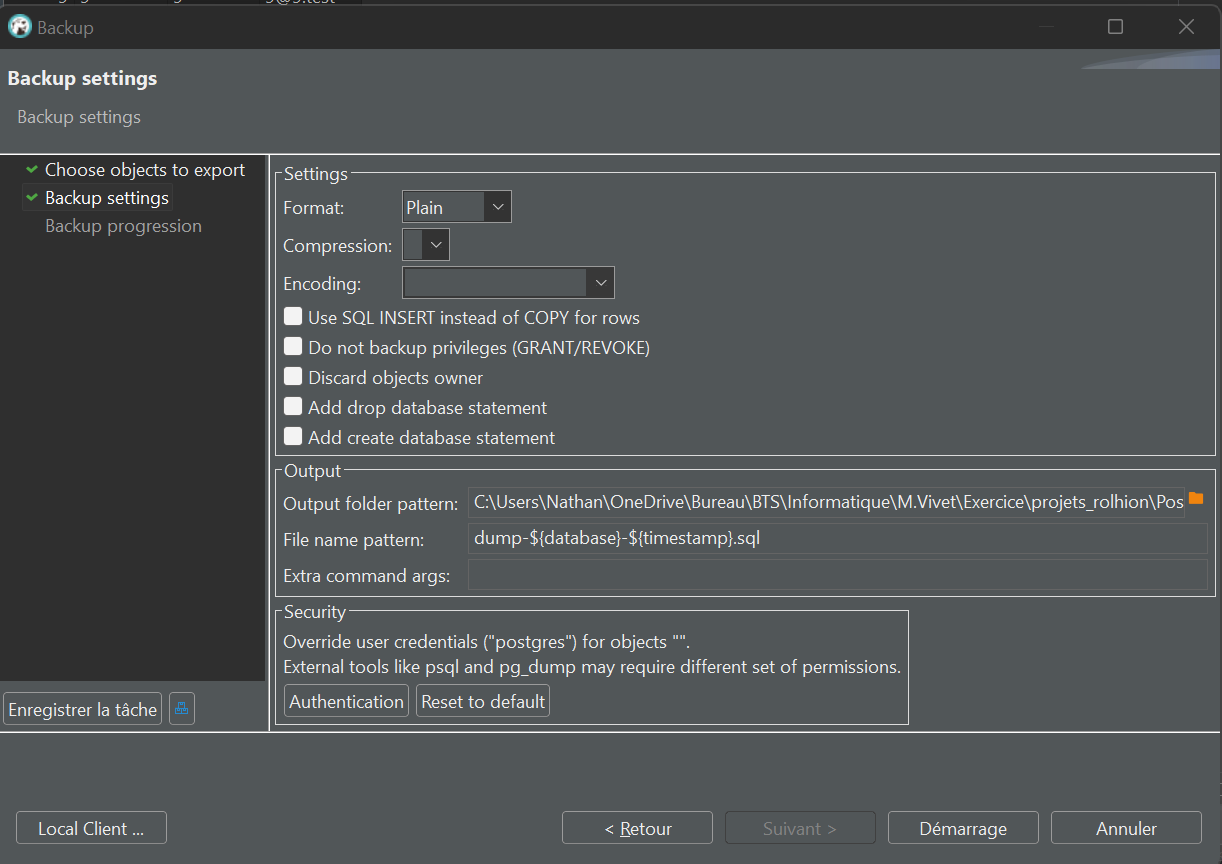 Backup
Backup settings
Backup settings
Choose objects to export
Backup settings
Backup progression
Settings
Format: Plain
Compression:
Encoding:
Use SQL INSERT instead of COPY for rows
Do not backup privileges (GRANT/REVOKE)
Discard objects owner
Add drop database statement
Add create database statement
Output
Output folder pattern: C:\Users\Nathan\OneDrive\Bureau\BTS\Informatique\M.Vivet\Exercice\projets_rolhion\Pos
File name pattern: dump-${database}-${timestamp}.sql
Extra command args:
Security
Override user credentials ("postgres") for objects "".
External tools like psql and pg_dump may require different set of permissions.
Authentication Reset to default
Enregistrer la tâche
Local Client ... < Retour Suivant > Démarrage Annuler